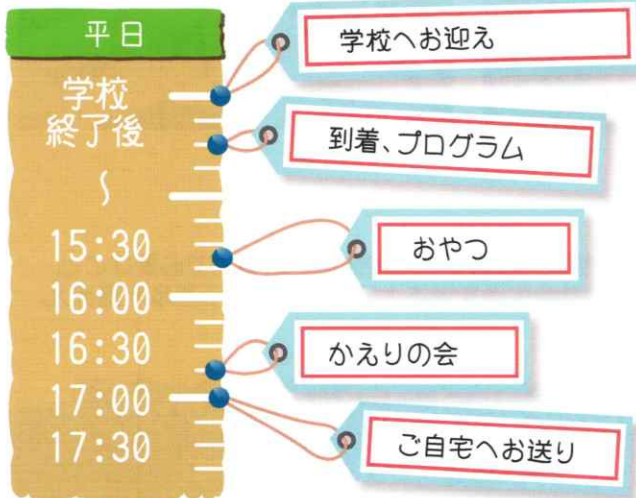 平日
学校へお迎え
学校
終了後
到着、プログラム
〜
15:30
おやつ
16:00
16:30
かえりの会
17:00
17:30
ご自宅へお送り